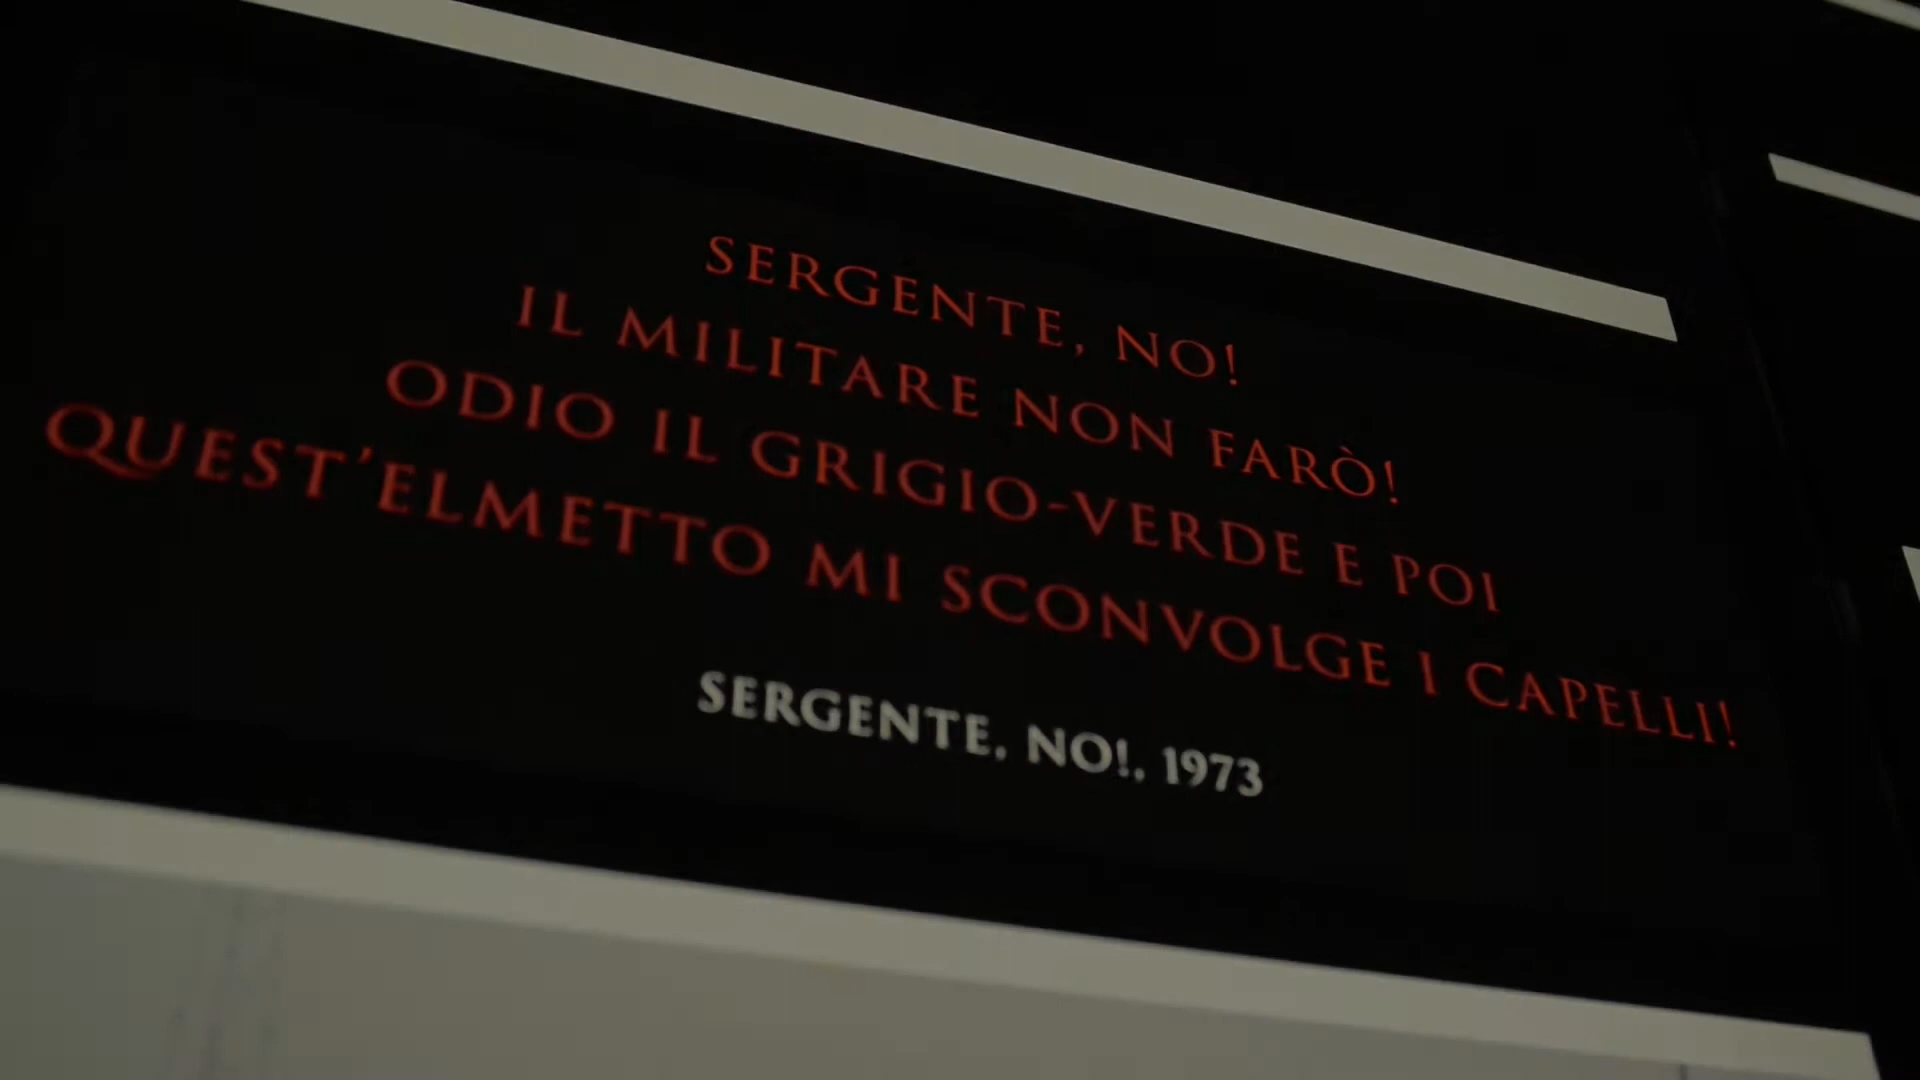 SERGENTE, NO!
IL MILITARE NON FARÒ!
ODIO IL GRIGIO-VERDE E POI
QUEST'ELMETTO MI SCONVOLGE I CAPELLI!
SERGENTE, NO!, 1973